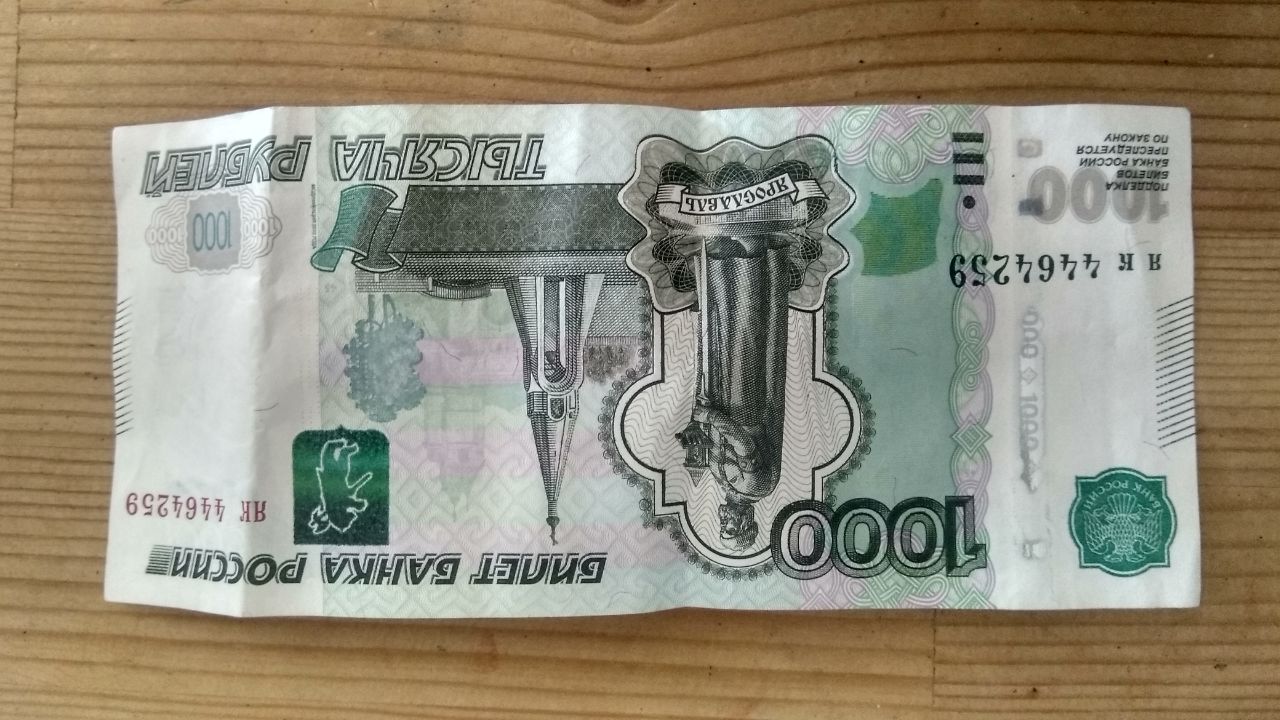 БИЛЕТ БАНКА РОССИИ
1000
БАНК РОССИИ
ЯК 4464259
ЯК 4464259
1000
ПОДДЕЛКА
БИЛЕТОВ
БАНКА РОССИИ
ПРЕСЛЕДУЕТСЯ
ПО ЗАКОНУ
ЯРОСЛАВЛЬ
1000 1000 1000
ТЫСЯЧА РУБЛЕЙ